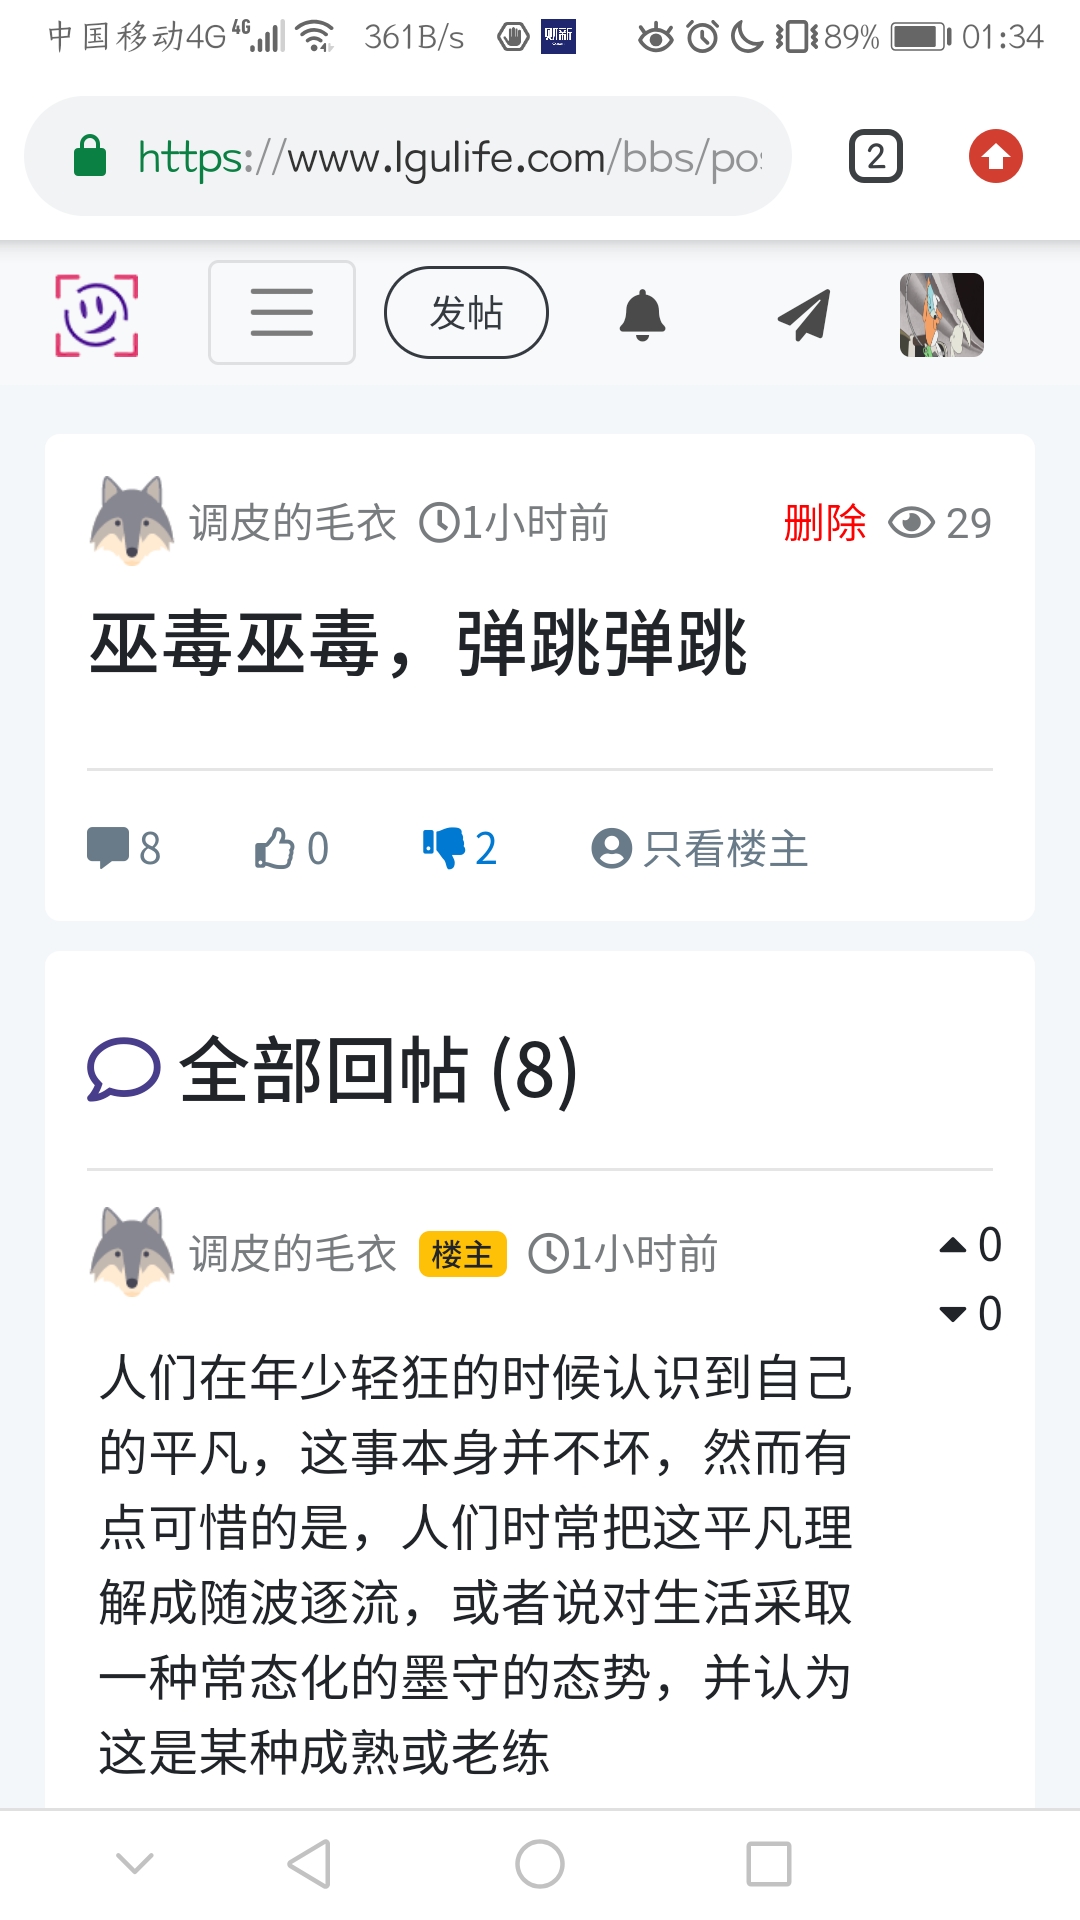 中国移动4G 4G 361B/s 财新 89% 01:34
https://www.lgulife.com/bbs/pos
2
发帖
调皮的毛衣 1小时前 删除 29
巫毒巫毒，弹跳弹跳
8 0 2 只看楼主
全部回帖 (8)
调皮的毛衣 楼主 1小时前 0
0
人们在年少轻狂的时候认识到自己
的平凡，这事本身并不坏，然而有
点可惜的是，人们时常把这平凡理
解成随波逐流，或者说对生活采取
一种常态化的墨守的态势，并认为
这是某种成熟或老练